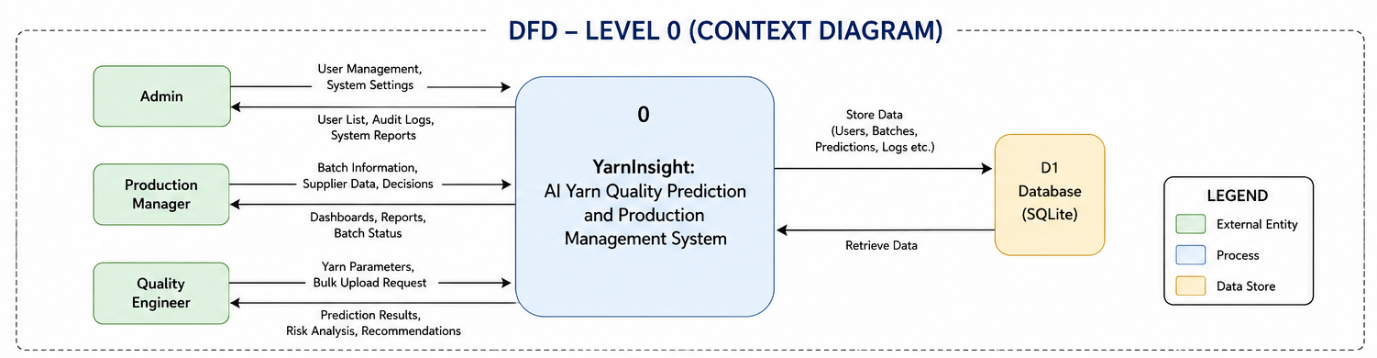 DFD – LEVEL 0 (CONTEXT DIAGRAM)
Admin
User Management,
System Settings
User List, Audit Logs,
System Reports
Production
Manager
Batch Information,
Supplier Data, Decisions
Dashboards, Reports,
Batch Status
Quality
Engineer
Yarn Parameters,
Bulk Upload Request
Prediction Results,
Risk Analysis, Recommendations
0
YarnInsight:
AI Yarn Quality Prediction
and Production
Management System
Store Data
(Users, Batches,
Predictions, Logs etc.)
Retrieve Data
D1
Database
(SQLite)
LEGEND
External Entity
Process
Data Store